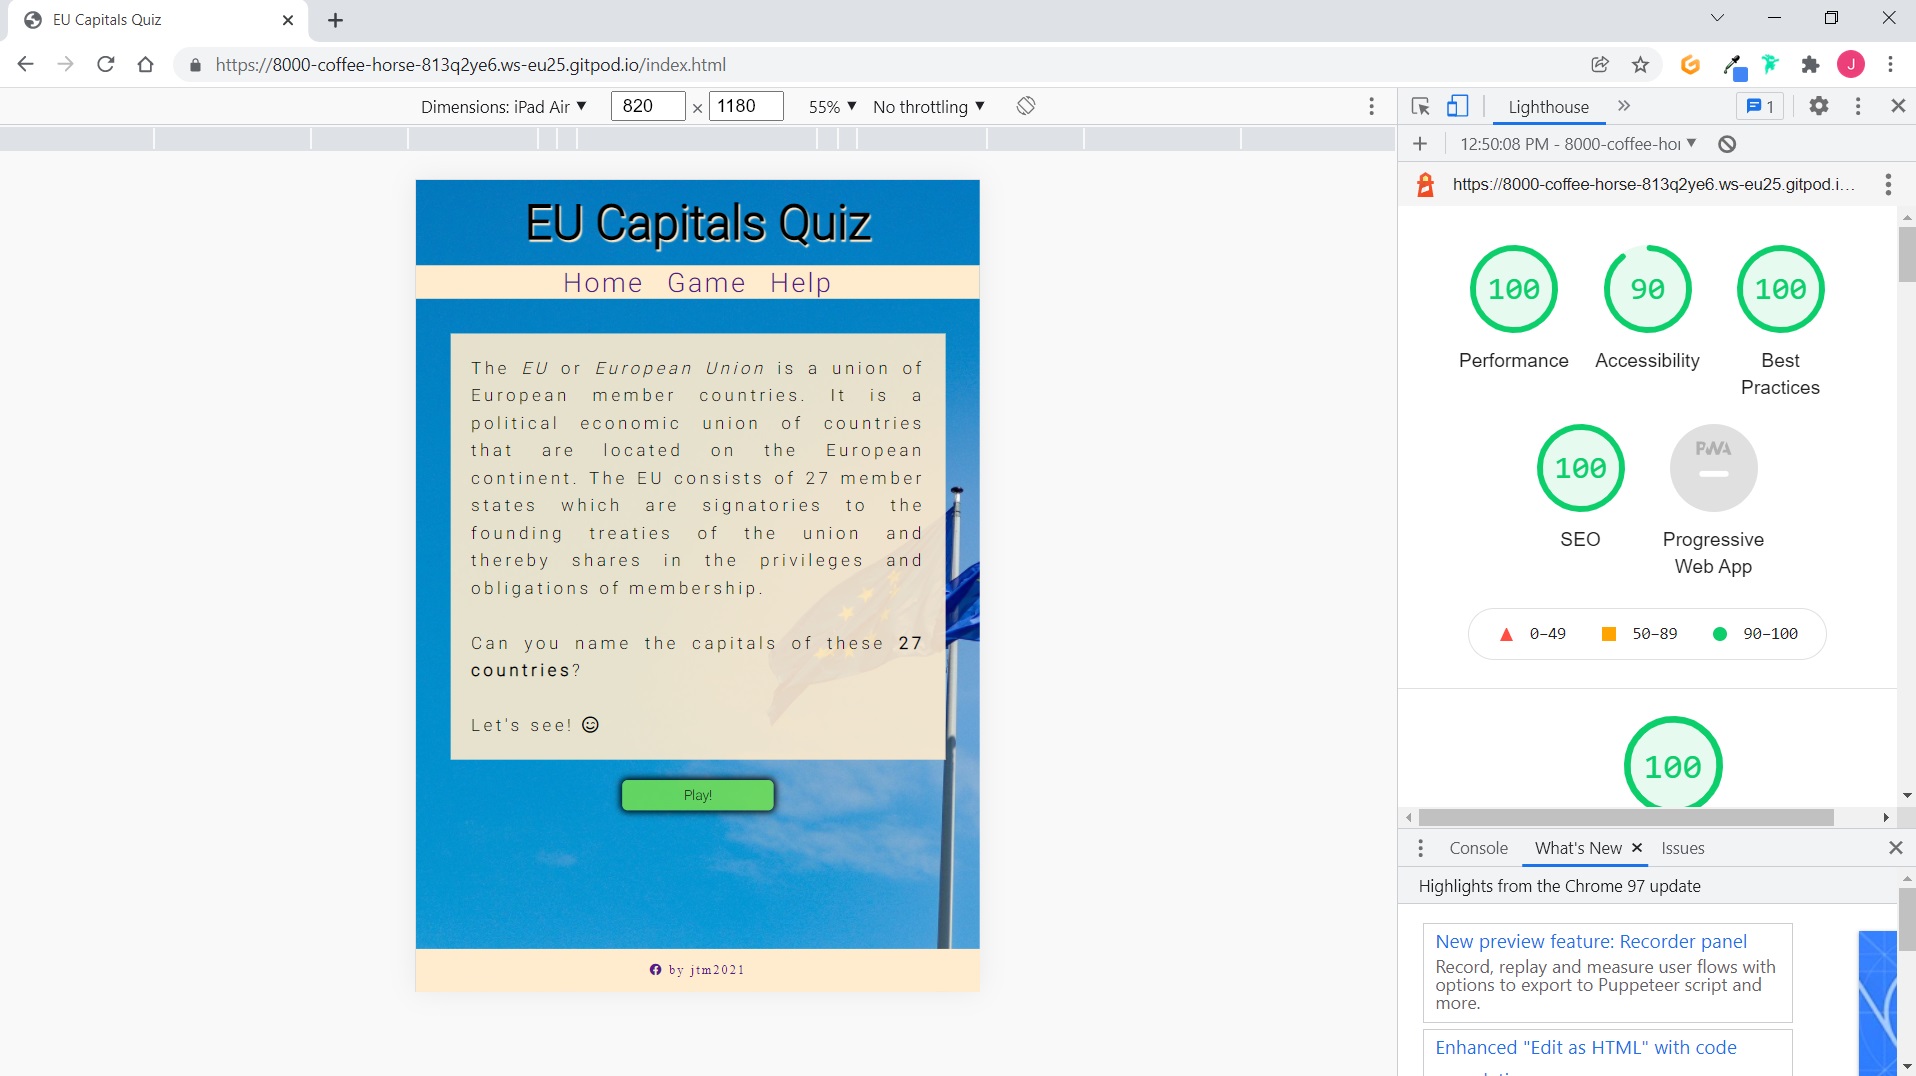 EU Capitals Quiz
https://8000-coffee-horse-813q2ye6.ws-eu25.gitpod.io/index.html
J
Dimensions: iPad Air 820 × 1180 55% No throttling
Lighthouse
1
12:50:08 PM - 8000-coffee-hoı
https://8000-coffee-horse-813q2ye6.ws-eu25.gitpod.i...
EU Capitals Quiz
Home Game Help
The EU or European Union is a union of
European member countries. It is a
political economic union of countries
that are located on the European
continent. The EU consists of 27 member
states which are signatories to the
founding treaties of the union and
thereby shares in the privileges and
obligations of membership.
Can you name the capitals of these 27
countries?
Let's see!
Play!
by jtm2021
100 90 100
Performance Accessibility Best
Practices
100 PWA
SEO Progressive
Web App
0–49 50–89 90–100
100
Console What's New Issues
Highlights from the Chrome 97 update
New preview feature: Recorder panel
Record, replay and measure user flows with
options to export to Puppeteer script and
more.
Enhanced "Edit as HTML" with code